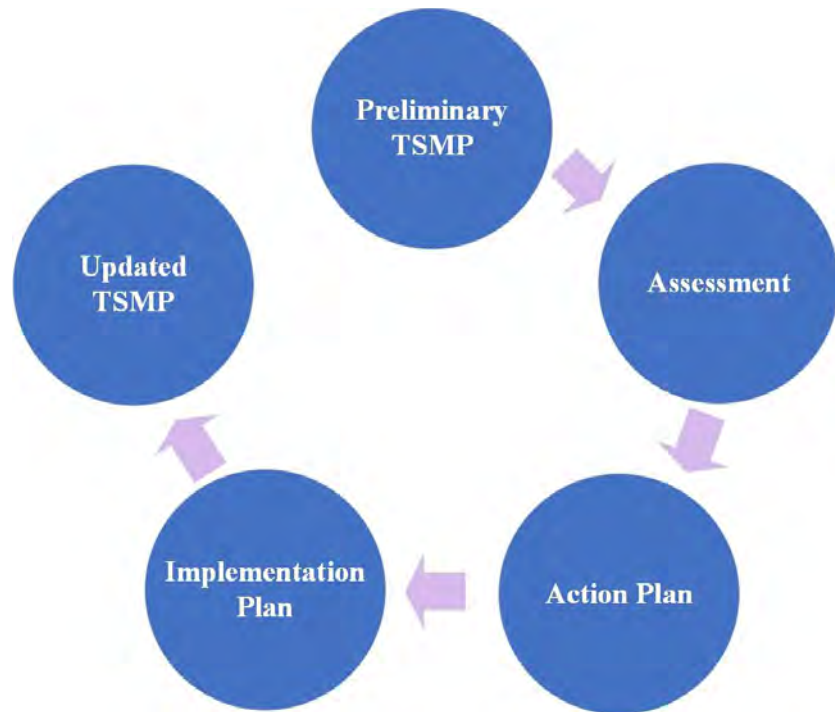 Preliminary
TSMP
Assessment
Action Plan
Implementation
Plan
Updated
TSMP